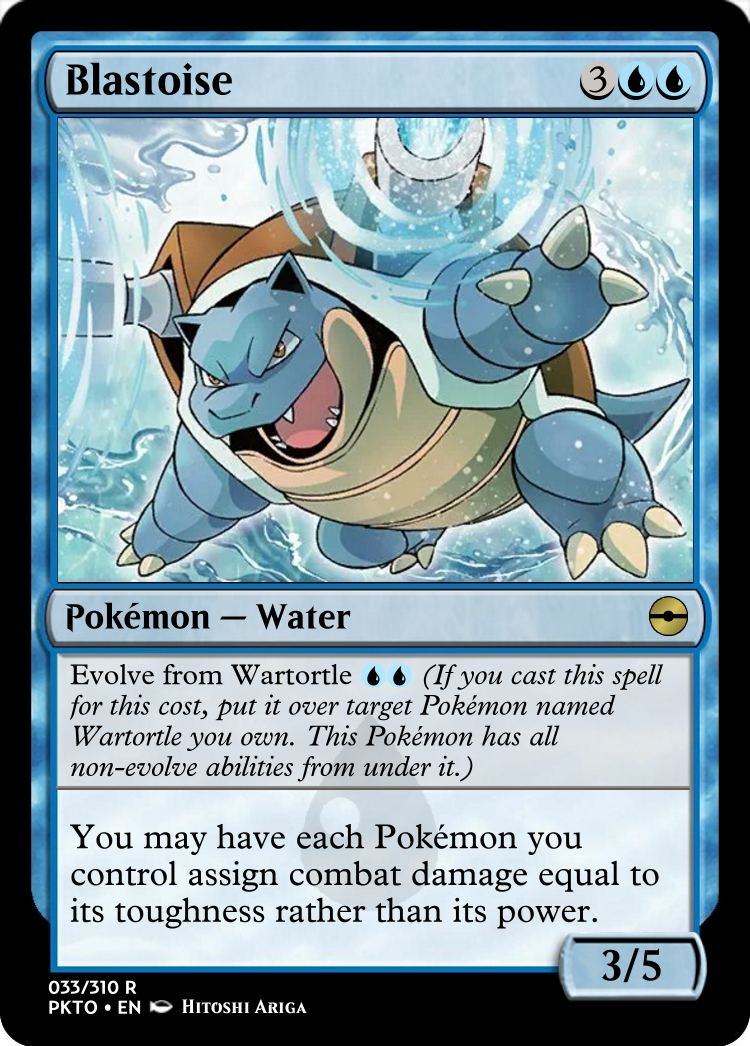 Blastoise 3
Pokémon — Water
Evolve from Wartortle (If you cast this spell
for this cost, put it over target Pokémon named
Wartortle you own. This Pokémon has all
non-evolve abilities from under it.)
You may have each Pokémon you
control assign combat damage equal to
its toughness rather than its power.
3/5
033/310 R
PKTO • EN Hitoshi Ariga